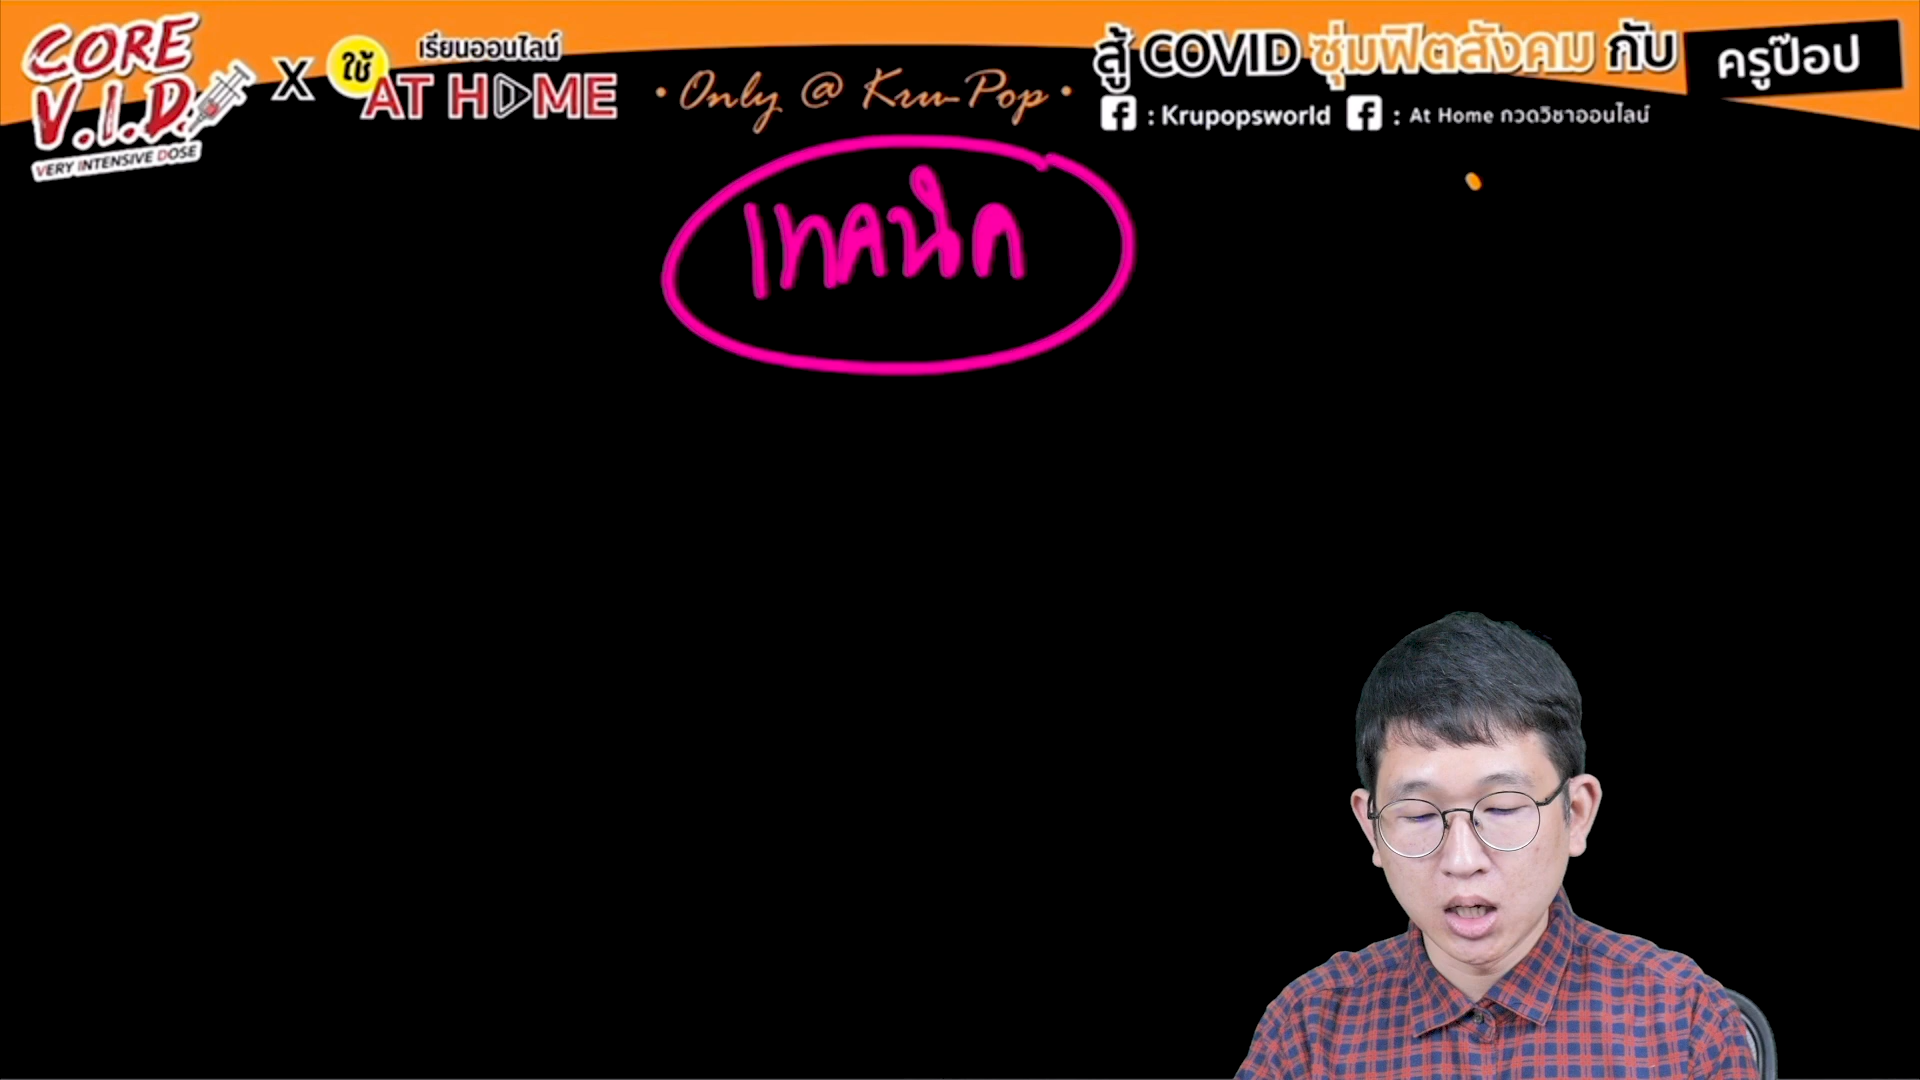 CORE
V.I.D.
VERY INTENSIVE DOSE
X
ใช้
เรียนออนไลน์
AT HOME
• Only @ Kru-Pop •
สู้ COVID ซุ่มฟิตสังคม กับ ครูป๊อป
: Krupopsworld : At Home กวดวิชาออนไลน์
เทคนิค